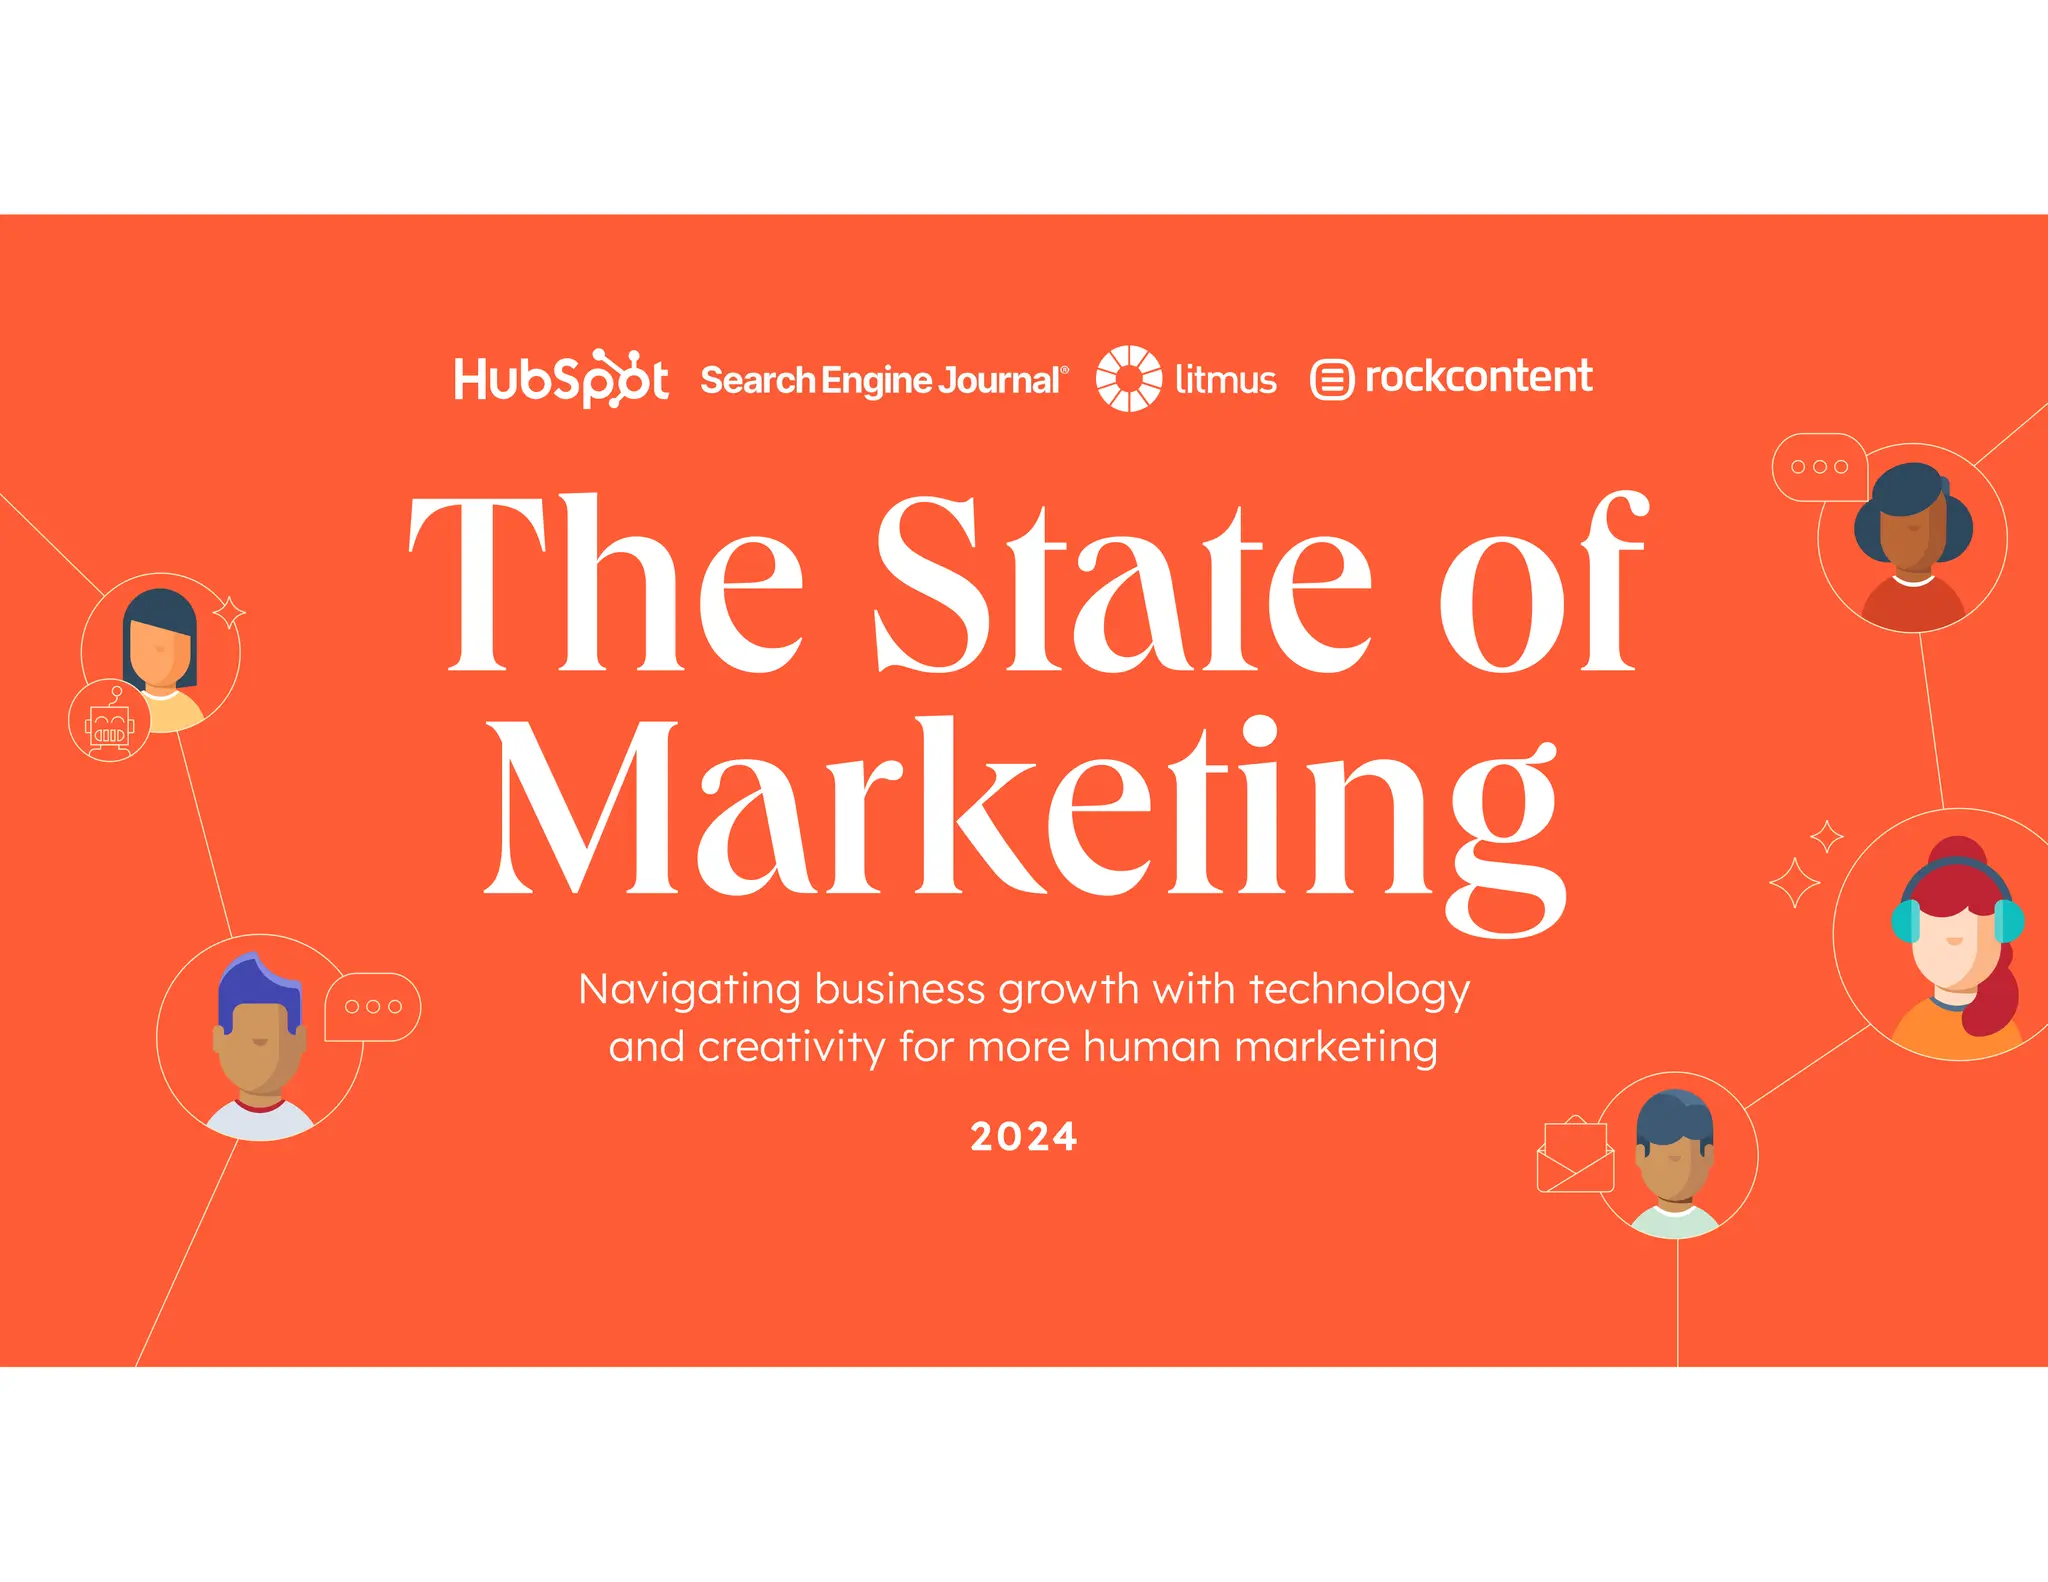 HubSpot Search Engine Journal® litmus rockcontent
The State of
Marketing
Navigating business growth with technology
and creativity for more human marketing
2024